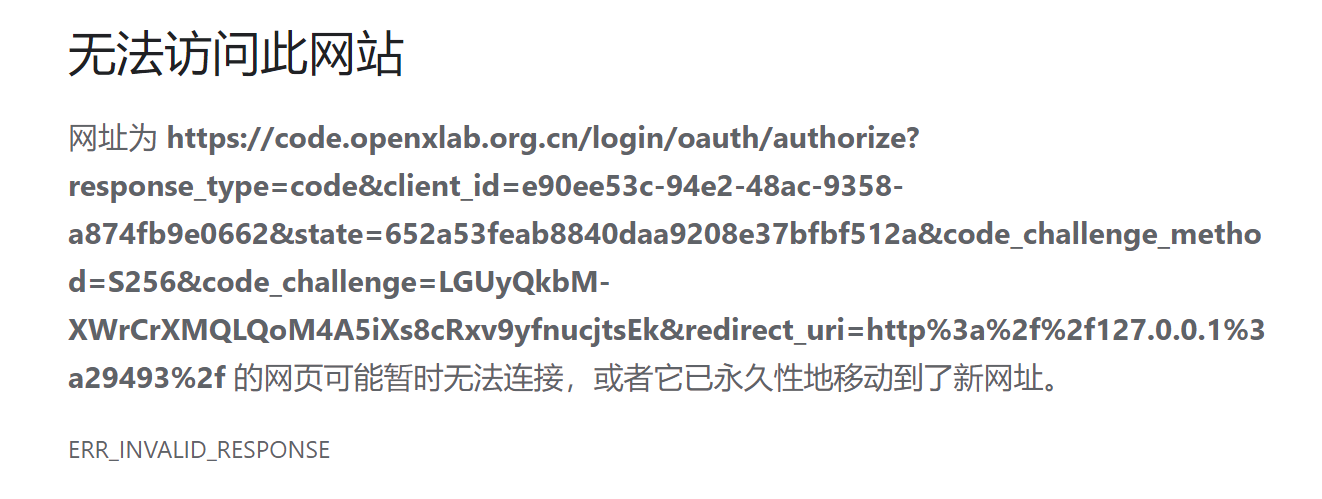 无法访问此网站
网址为 https://code.openxlab.org.cn/login/oauth/authorize?
response_type=code&client_id=e90ee53c-94e2-48ac-9358-
a874fb9e0662&state=652a53feab8840daa9208e37bfbf512a&code_challenge_metho
d=S256&code_challenge=LGUyQkbM-
XWrCrXMQLQoM4A5iXs8cRxv9yfnucjtsEk&redirect_uri=http%3a%2f%2f127.0.0.1%3
a29493%2f 的网页可能暂时无法连接，或者它已永久性地移动到了新网址。
ERR_INVALID_RESPONSE